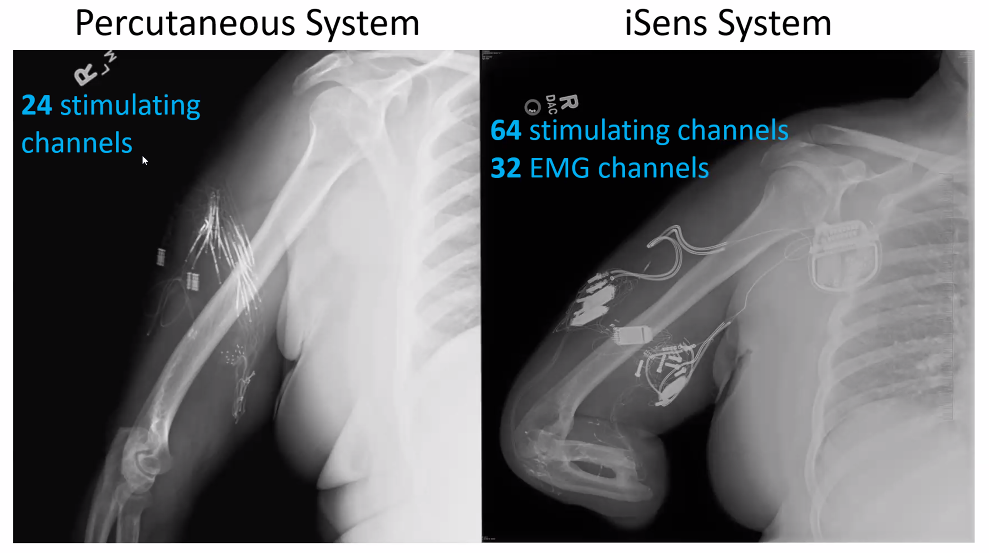 Percutaneous System
iSens System
R
24 stimulating
channels
R
DAC
64 stimulating channels
32 EMG channels